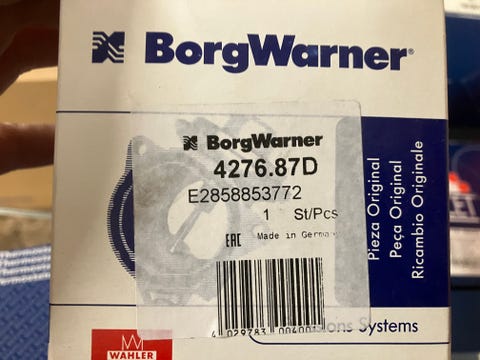 BorgWarner
BorgWarner
4276.87D
E2858853772
1 St/Pcs
EAC Made in Germany
Pieza Original
Peça Original
Ricambio Originale
Systems
WAHLER